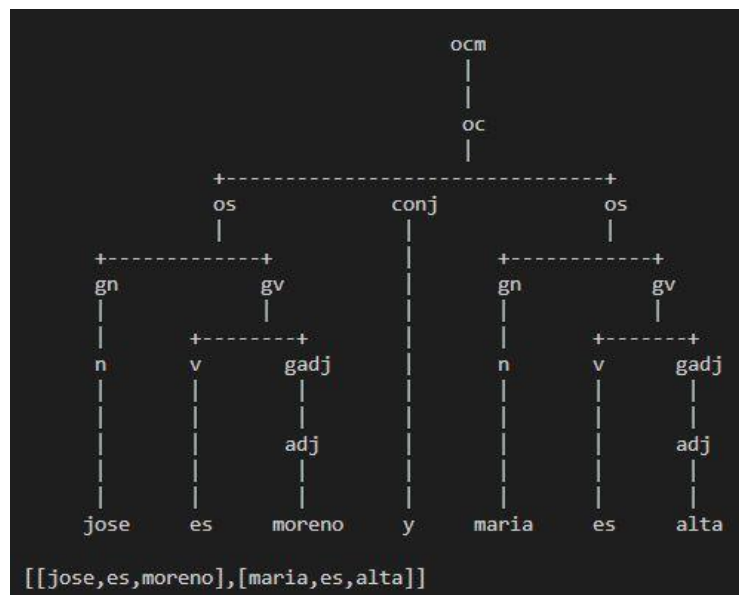 ocm
oc
os conj os
gn gv gn gv
n v gadj n v gadj
adj adj
jose es moreno y maria es alta
[[jose,es,moreno],[maria,es,alta]]